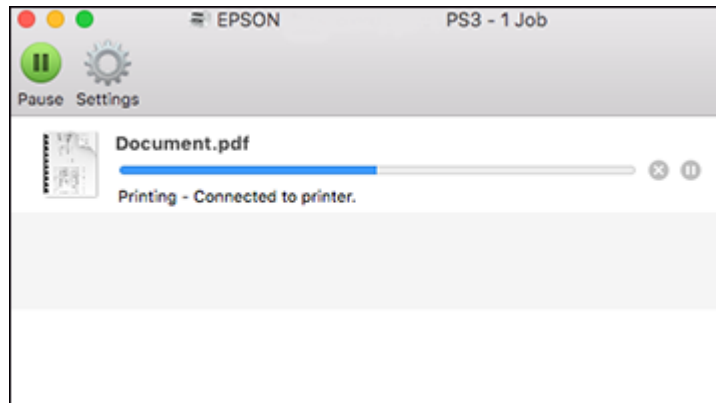 EPSON PS3 - 1 Job
Pause Settings
Document.pdf
Printing - Connected to printer.